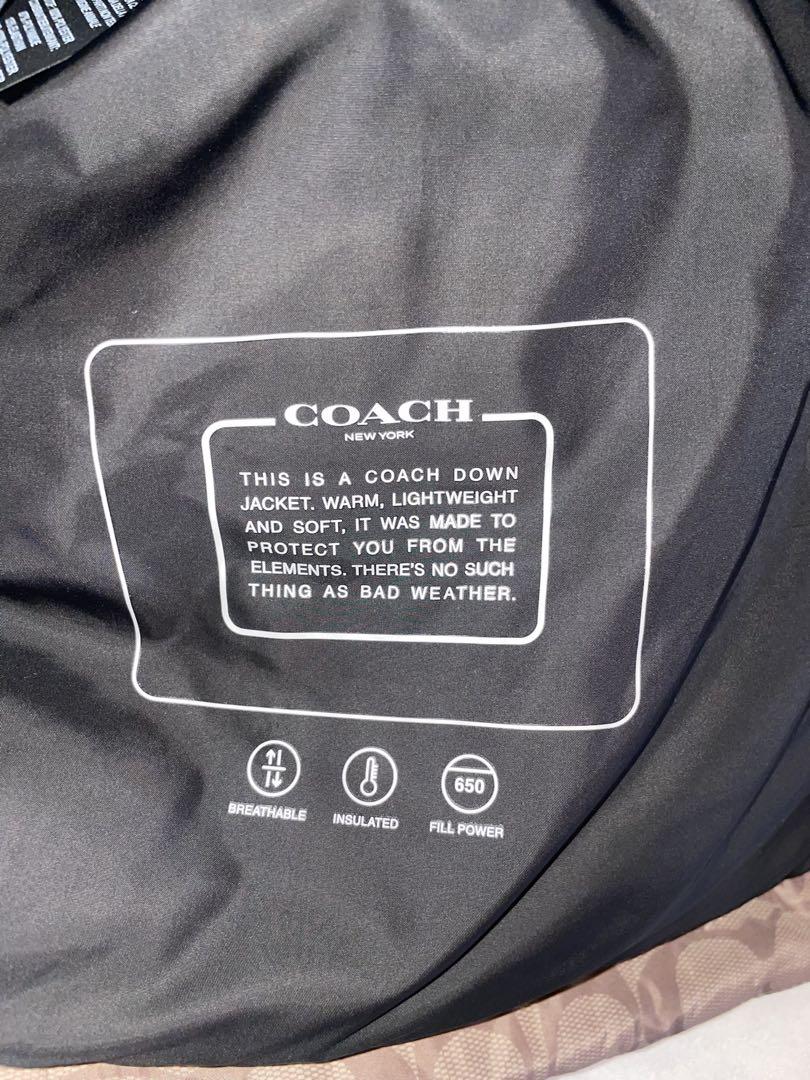 COACH
NEW YORK
THIS IS A COACH DOWN
JACKET. WARM, LIGHTWEIGHT
AND SOFT, IT WAS MADE TO
PROTECT YOU FROM THE
ELEMENTS. THERE'S NO SUCH
THING AS BAD WEATHER.
BREATHABLE
INSULATED
650
FILL POWER